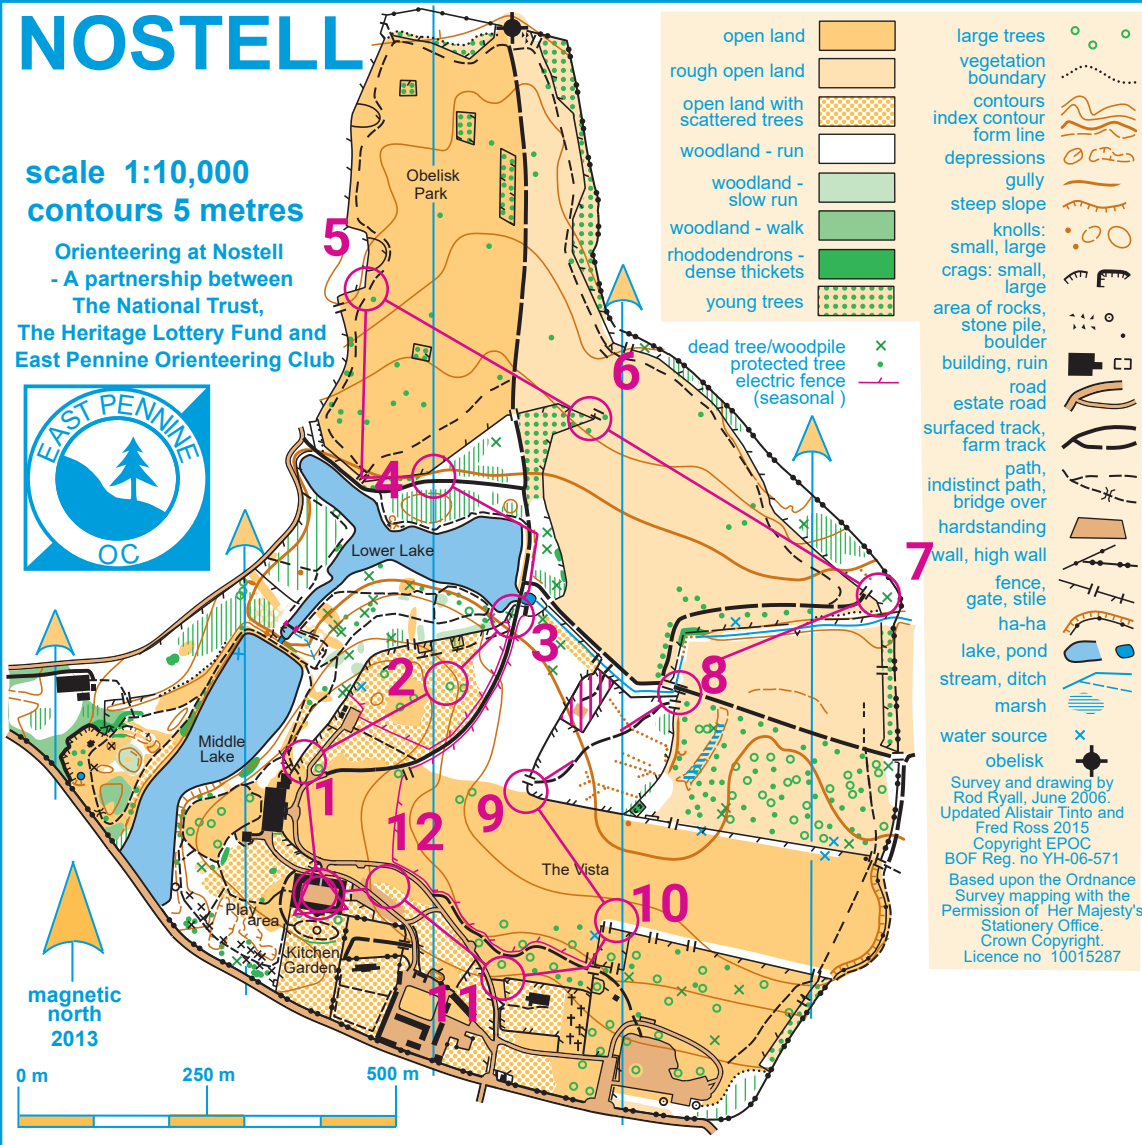 NOSTELL
scale 1:10,000
contours 5 metres
Orienteering at Nostell
- A partnership between
The National Trust,
The Heritage Lottery Fund and
East Pennine Orienteering Club
EAST PENNINE
OC
magnetic
north
2013
0 m
250 m
500 m
Obelisk
Park
Lower Lake
Middle
Lake
The Vista
Play
area
Kitchen
Garden
1
2
3
4
5
6
7
8
9
10
11
12
open land
rough open land
open land with
scattered trees
woodland - run
woodland -
slow run
woodland - walk
rhododendrons -
dense thickets
young trees
dead tree/woodpile
protected tree
electric fence
(seasonal )
large trees
vegetation
boundary
contours
index contour
form line
depressions
gully
steep slope
knolls:
small, large
crags: small,
large
area of rocks,
stone pile,
boulder
building, ruin
road
estate road
surfaced track,
farm track
path,
indistinct path,
bridge over
hardstanding
wall, high wall
fence,
gate, stile
ha-ha
lake, pond
stream, ditch
marsh
water source
obelisk
Survey and drawing by
Rod Ryall, June 2006.
Updated Alistair Tinto and
Fred Ross 2015
Copyright EPOC
BOF Reg. no YH-06-571
Based upon the Ordnance
Survey mapping with the
Permission of Her Majesty's
Stationery Office.
Crown Copyright.
Licence no 10015287